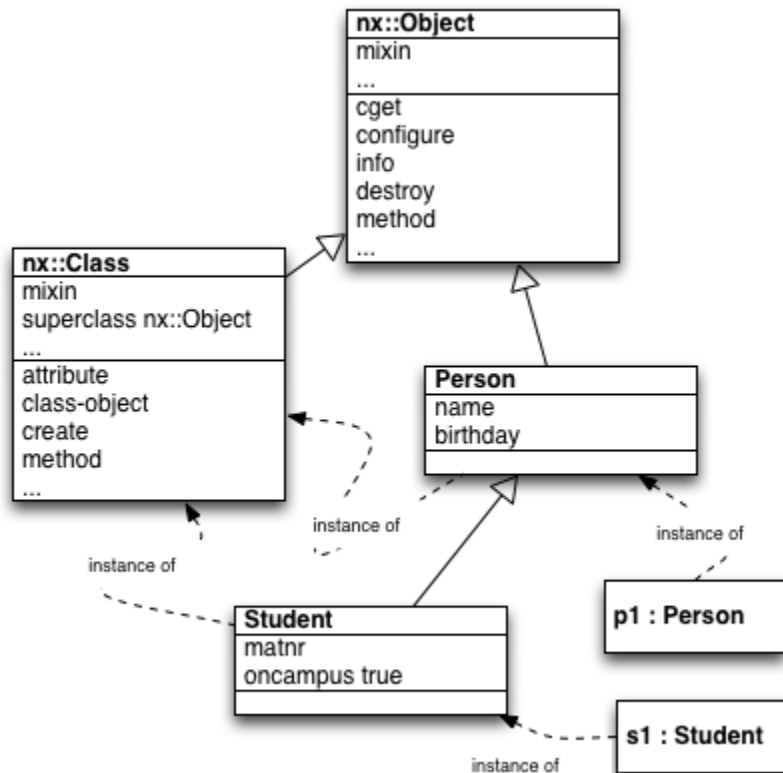 nx::Object
mixin
...
cget
configure
info
destroy
method
...
nx::Class
mixin
superclass nx::Object
...
attribute
class-object
create
method
...
Person
name
birthday
instance of
instance of
instance of
Student
matnr
oncampus true
p1 : Person
s1 : Student
instance of